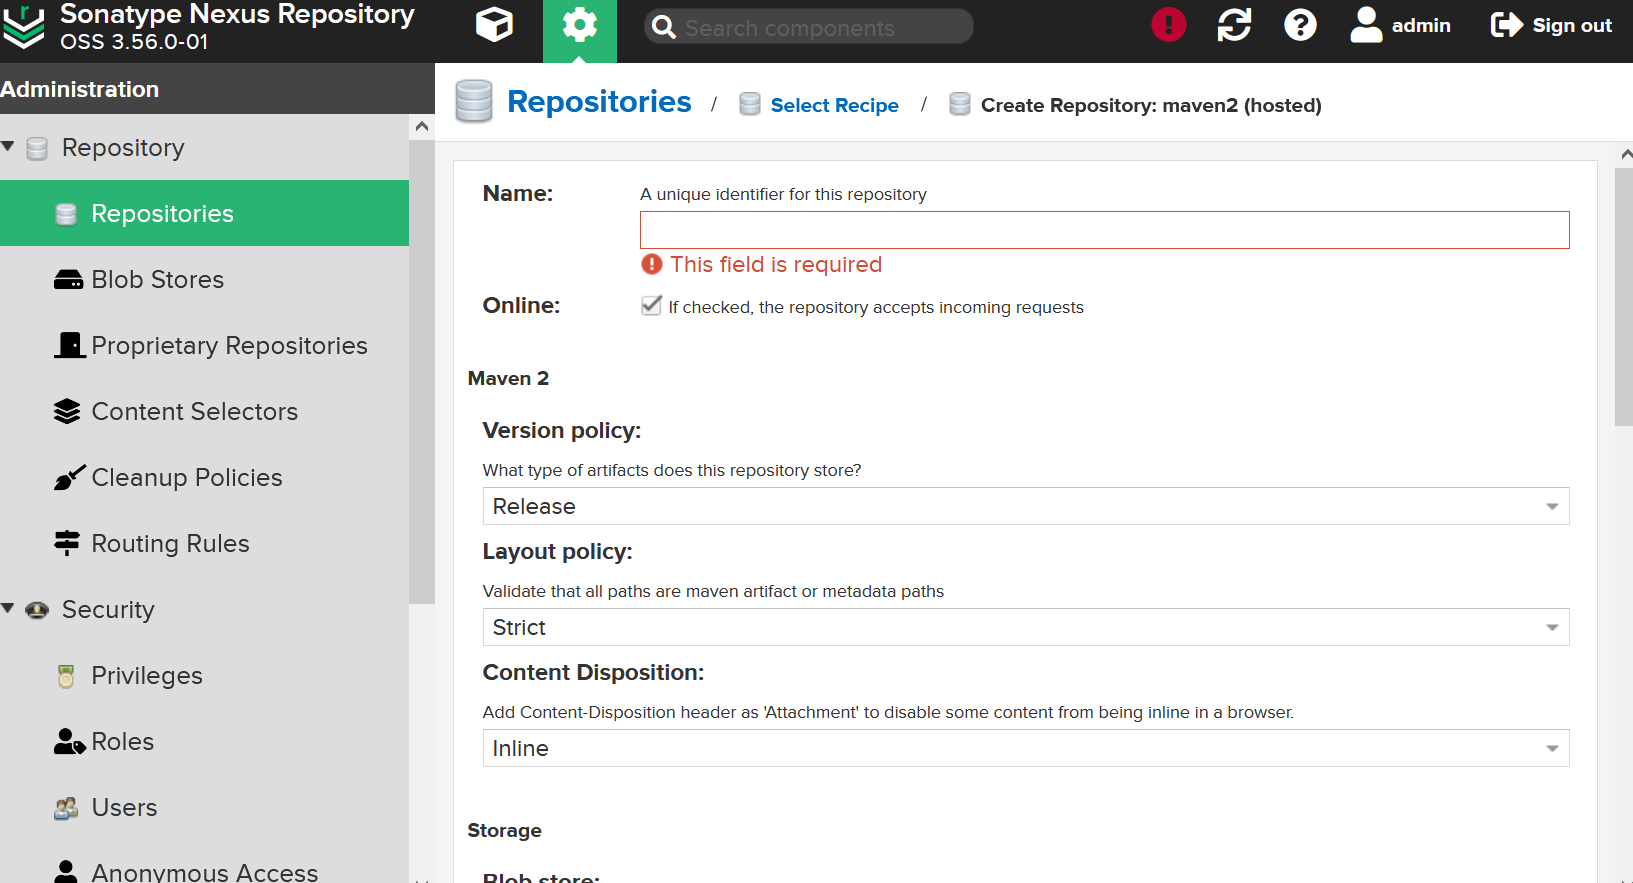 Sonatype Nexus Repository
OSS 3.56.0-01
Search components
admin
Sign out
Administration
Repository
Repositories
Blob Stores
Proprietary Repositories
Content Selectors
Cleanup Policies
Routing Rules
Security
Privileges
Roles
Users
Anonymous Access
Repositories / Select Recipe / Create Repository: maven2 (hosted)
Name:
A unique identifier for this repository
This field is required
Online:
If checked, the repository accepts incoming requests
Maven 2
Version policy:
What type of artifacts does this repository store?
Release
Layout policy:
Validate that all paths are maven artifact or metadata paths
Strict
Content Disposition:
Add Content-Disposition header as 'Attachment' to disable some content from being inline in a browser.
Inline
Storage
Blob store: